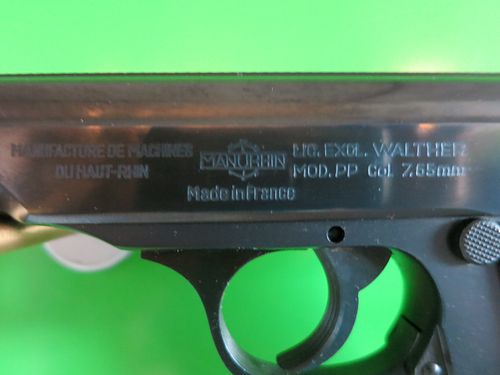 MANUFACTURE DE MACHINES
DU HAUT-RHIN
MANURHIN
Made in France
LIC. EXCL. WALTHER
MOD. PP Cal. 7,65mm